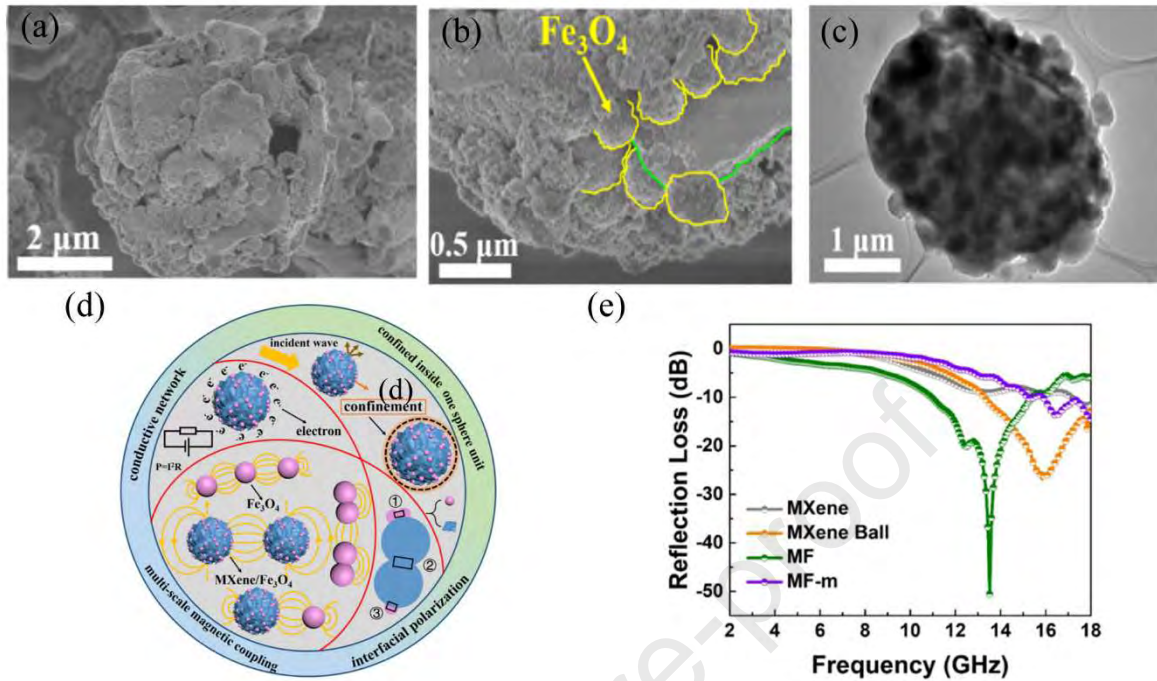 (a)
2 μm
(b)
Fe₃O₄
0.5 μm
(c)
1 μm
(d)
conductive network
confined inside one sphere unit
incident wave
(d)
confinement
e⁻ e⁻ e⁻ e⁻
electron
P=I²R
Fe₃O₄
MXene/Fe₃O₄
①
②
③
multi-scale magnetic coupling
interfacial polarization
(e)
Reflection Loss (dB)
0
-10
-20
-30
-40
-50
MXene
MXene Ball
MF
MF-m
2 4 6 8 10 12 14 16 18
Frequency (GHz)
e-proof